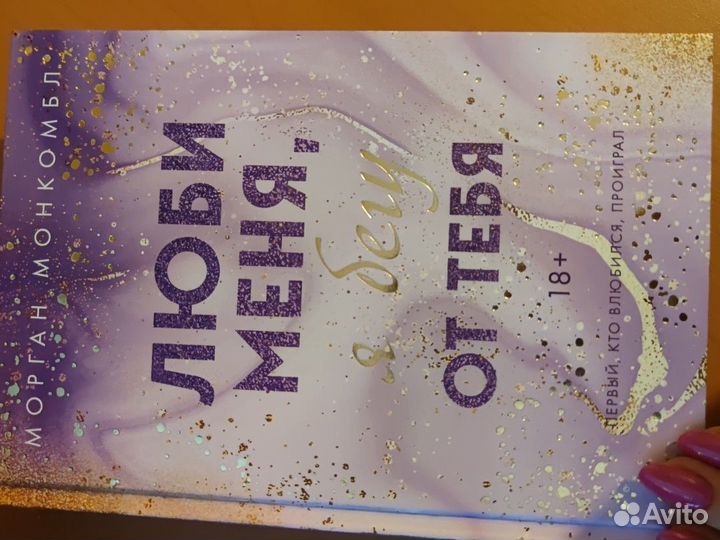 МОРГАН МОНКОМБЛ
ЛЮБИ
МЕНЯ,
я бегу
ОТ ТЕБЯ
18+
ПЕРВЫЙ, КТО ВЛЮБИЛСЯ, ПРОИГРАЛ
Avito